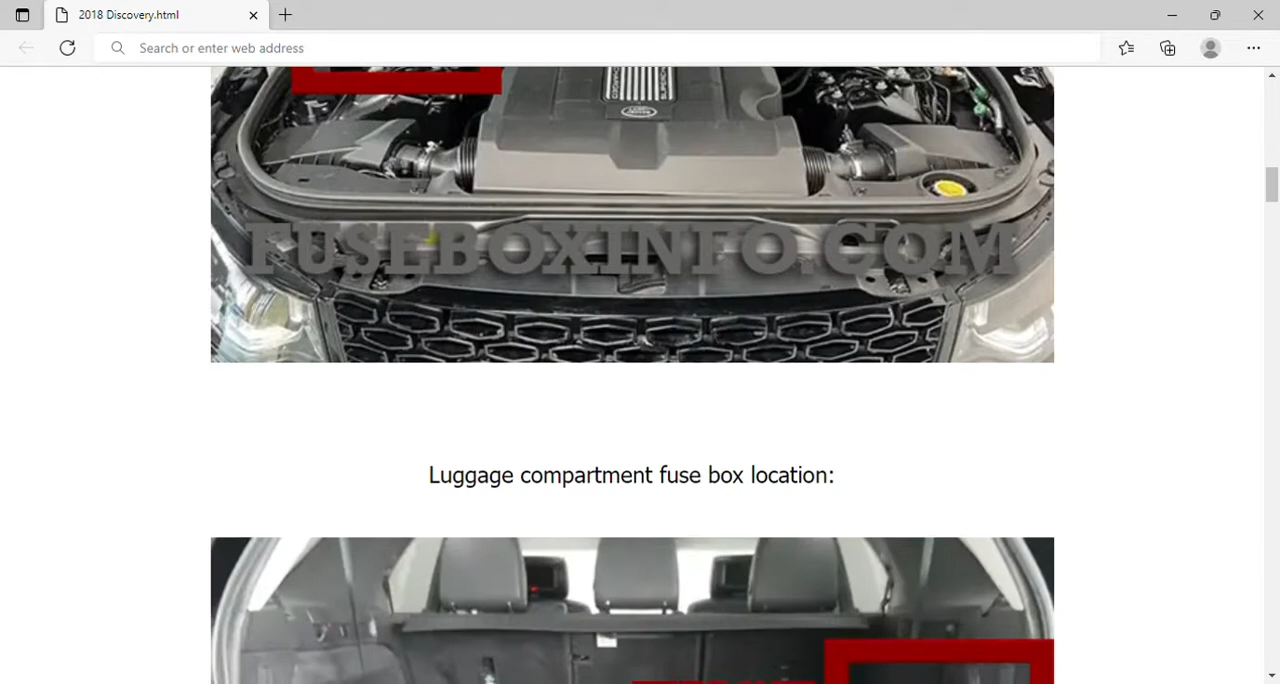 2018 Discovery.html
Search or enter web address
FUSEBOXINFO.COM
Luggage compartment fuse box location: